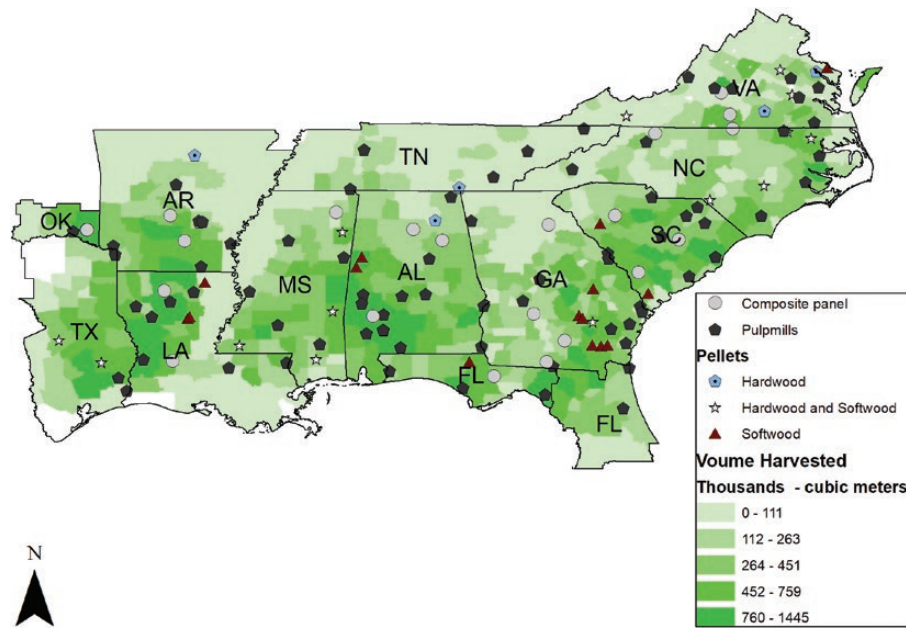 VA
TN
NC
AR
OK
SC
MS
AL
GA
TX
LA
FL
FL
Composite panel
Pulpmills
Pellets
Hardwood
Hardwood and Softwood
Softwood
Voume Harvested
Thousands - cubic meters
0 - 111
112 - 263
264 - 451
452 - 759
760 - 1445
N